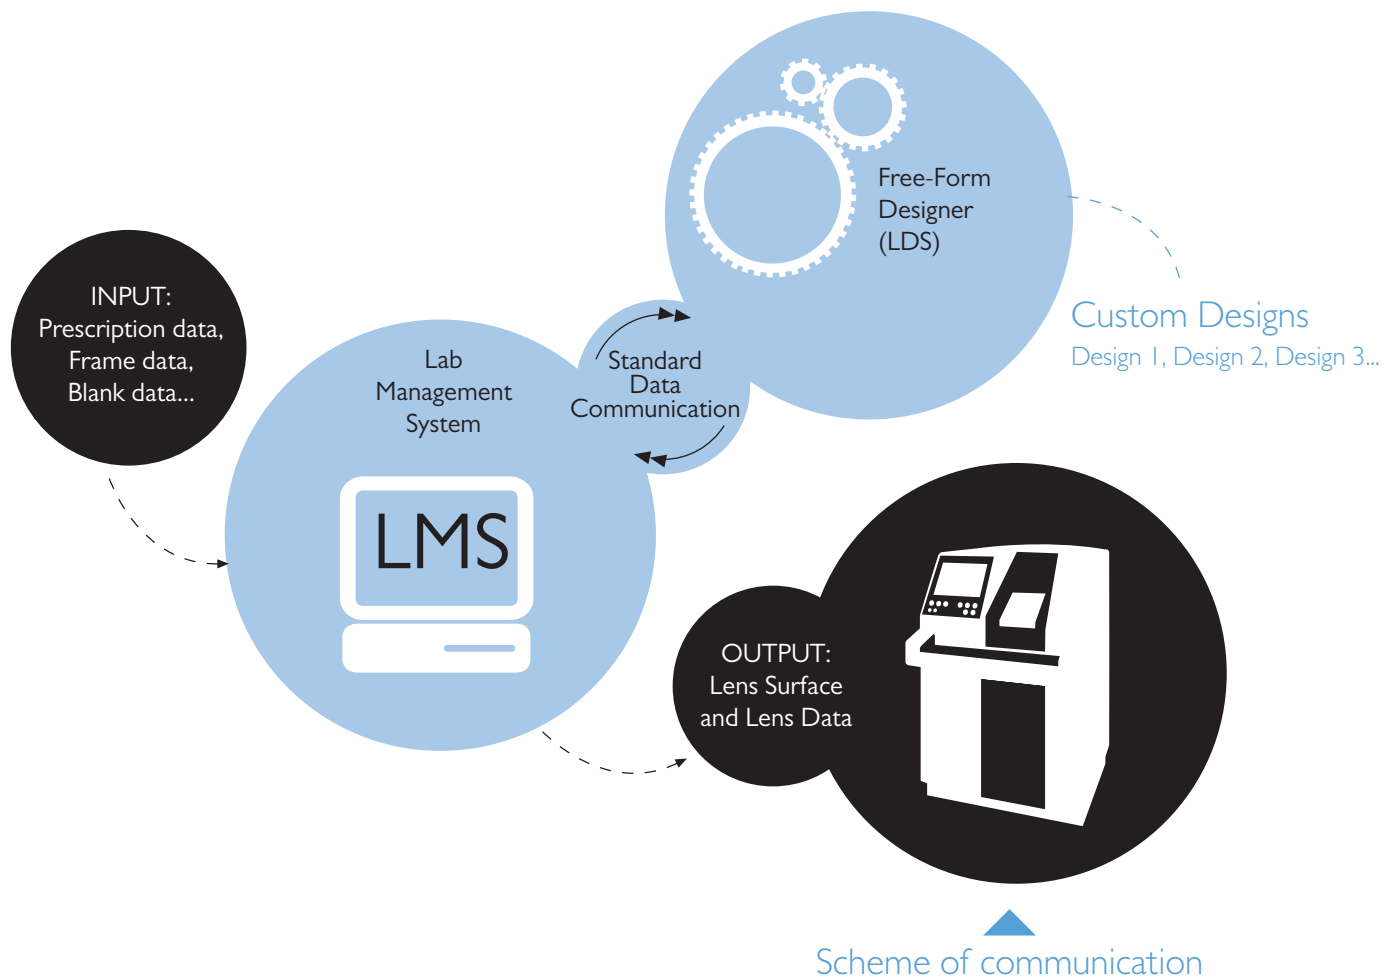 Free-Form
Designer
(LDS)
INPUT:
Prescription data,
Frame data,
Blank data...
Custom Designs
Design 1, Design 2, Design 3...
Lab
Management
System
Standard
Data
Communication
LMS
OUTPUT:
Lens Surface
and Lens Data
Scheme of communication